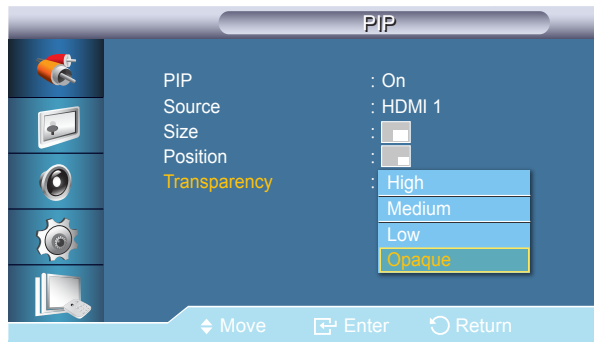 PIP
PIP : On
Source : HDMI 1
Size :
Position :
Transparency : High
Medium
Low
Opaque
Move Enter Return